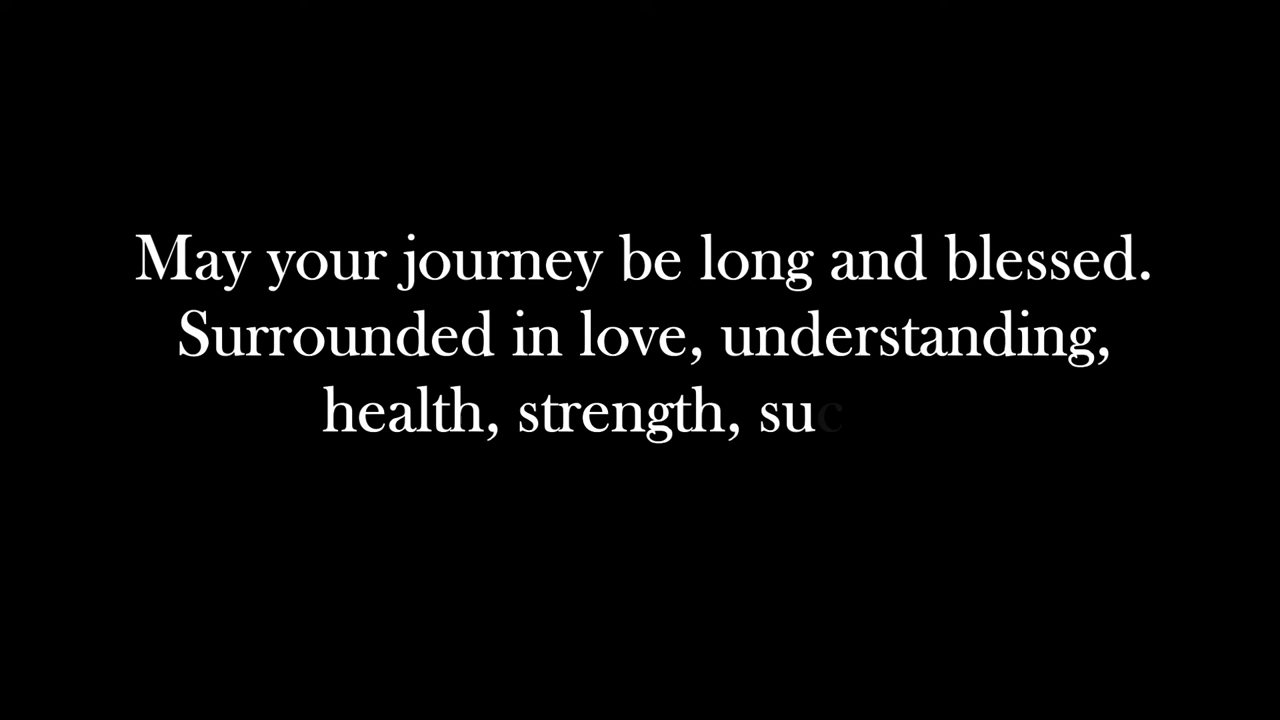 May your journey be long and blessed.
Surrounded in love, understanding,
health, strength, suc